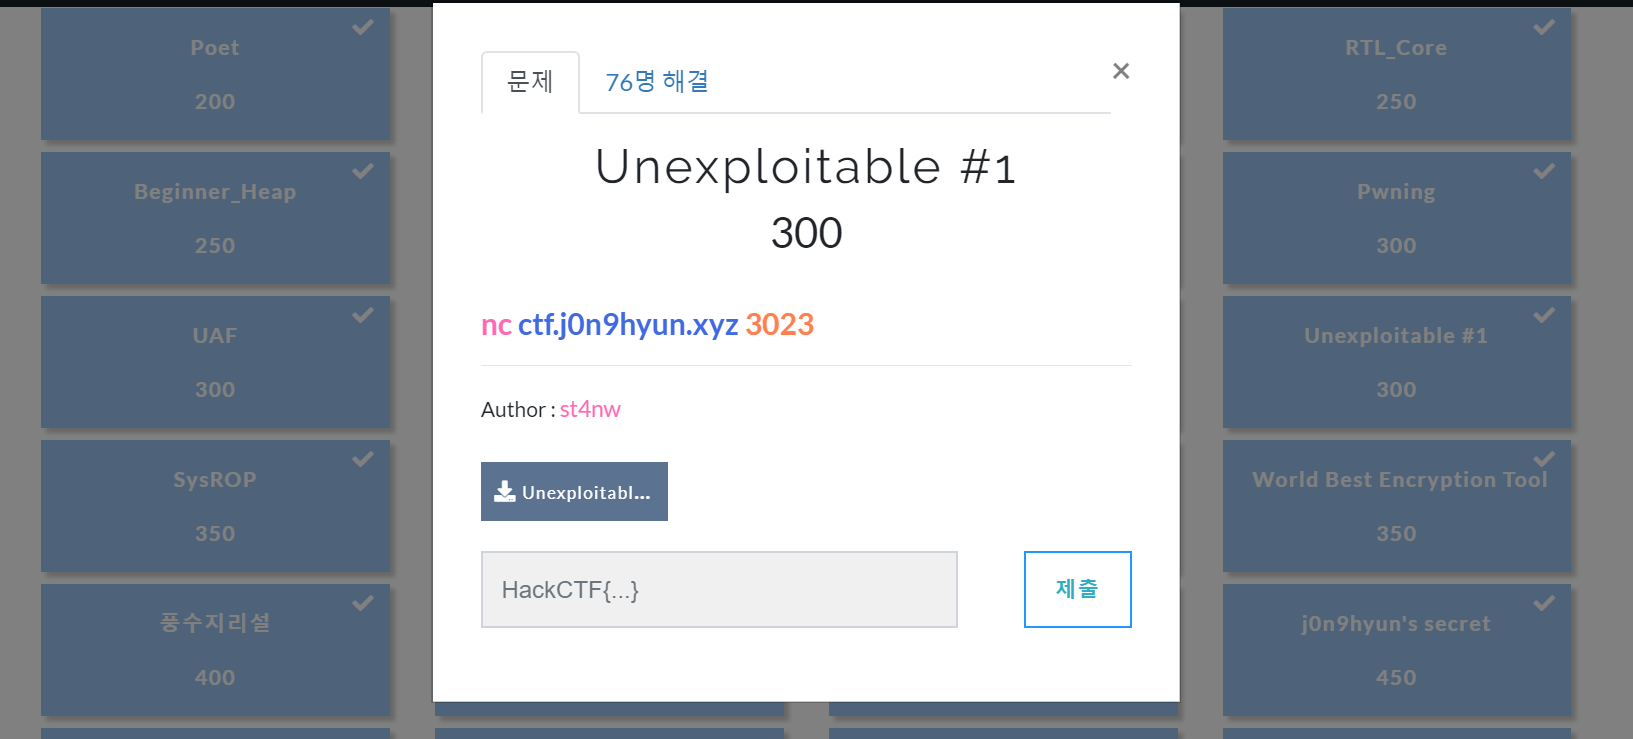 Poet
200
Beginner_Heap
250
UAF
300
SysROP
350
풍수지리설
400
문제
76명 해결
×
Unexploitable #1
300
nc ctf.j0n9hyun.xyz 3023
Author : st4nw
Unexploitabl...
HackCTF{...}
제출
RTL_Core
250
Pwning
300
Unexploitable #1
300
World Best Encryption Tool
350
j0n9hyun's secret
450